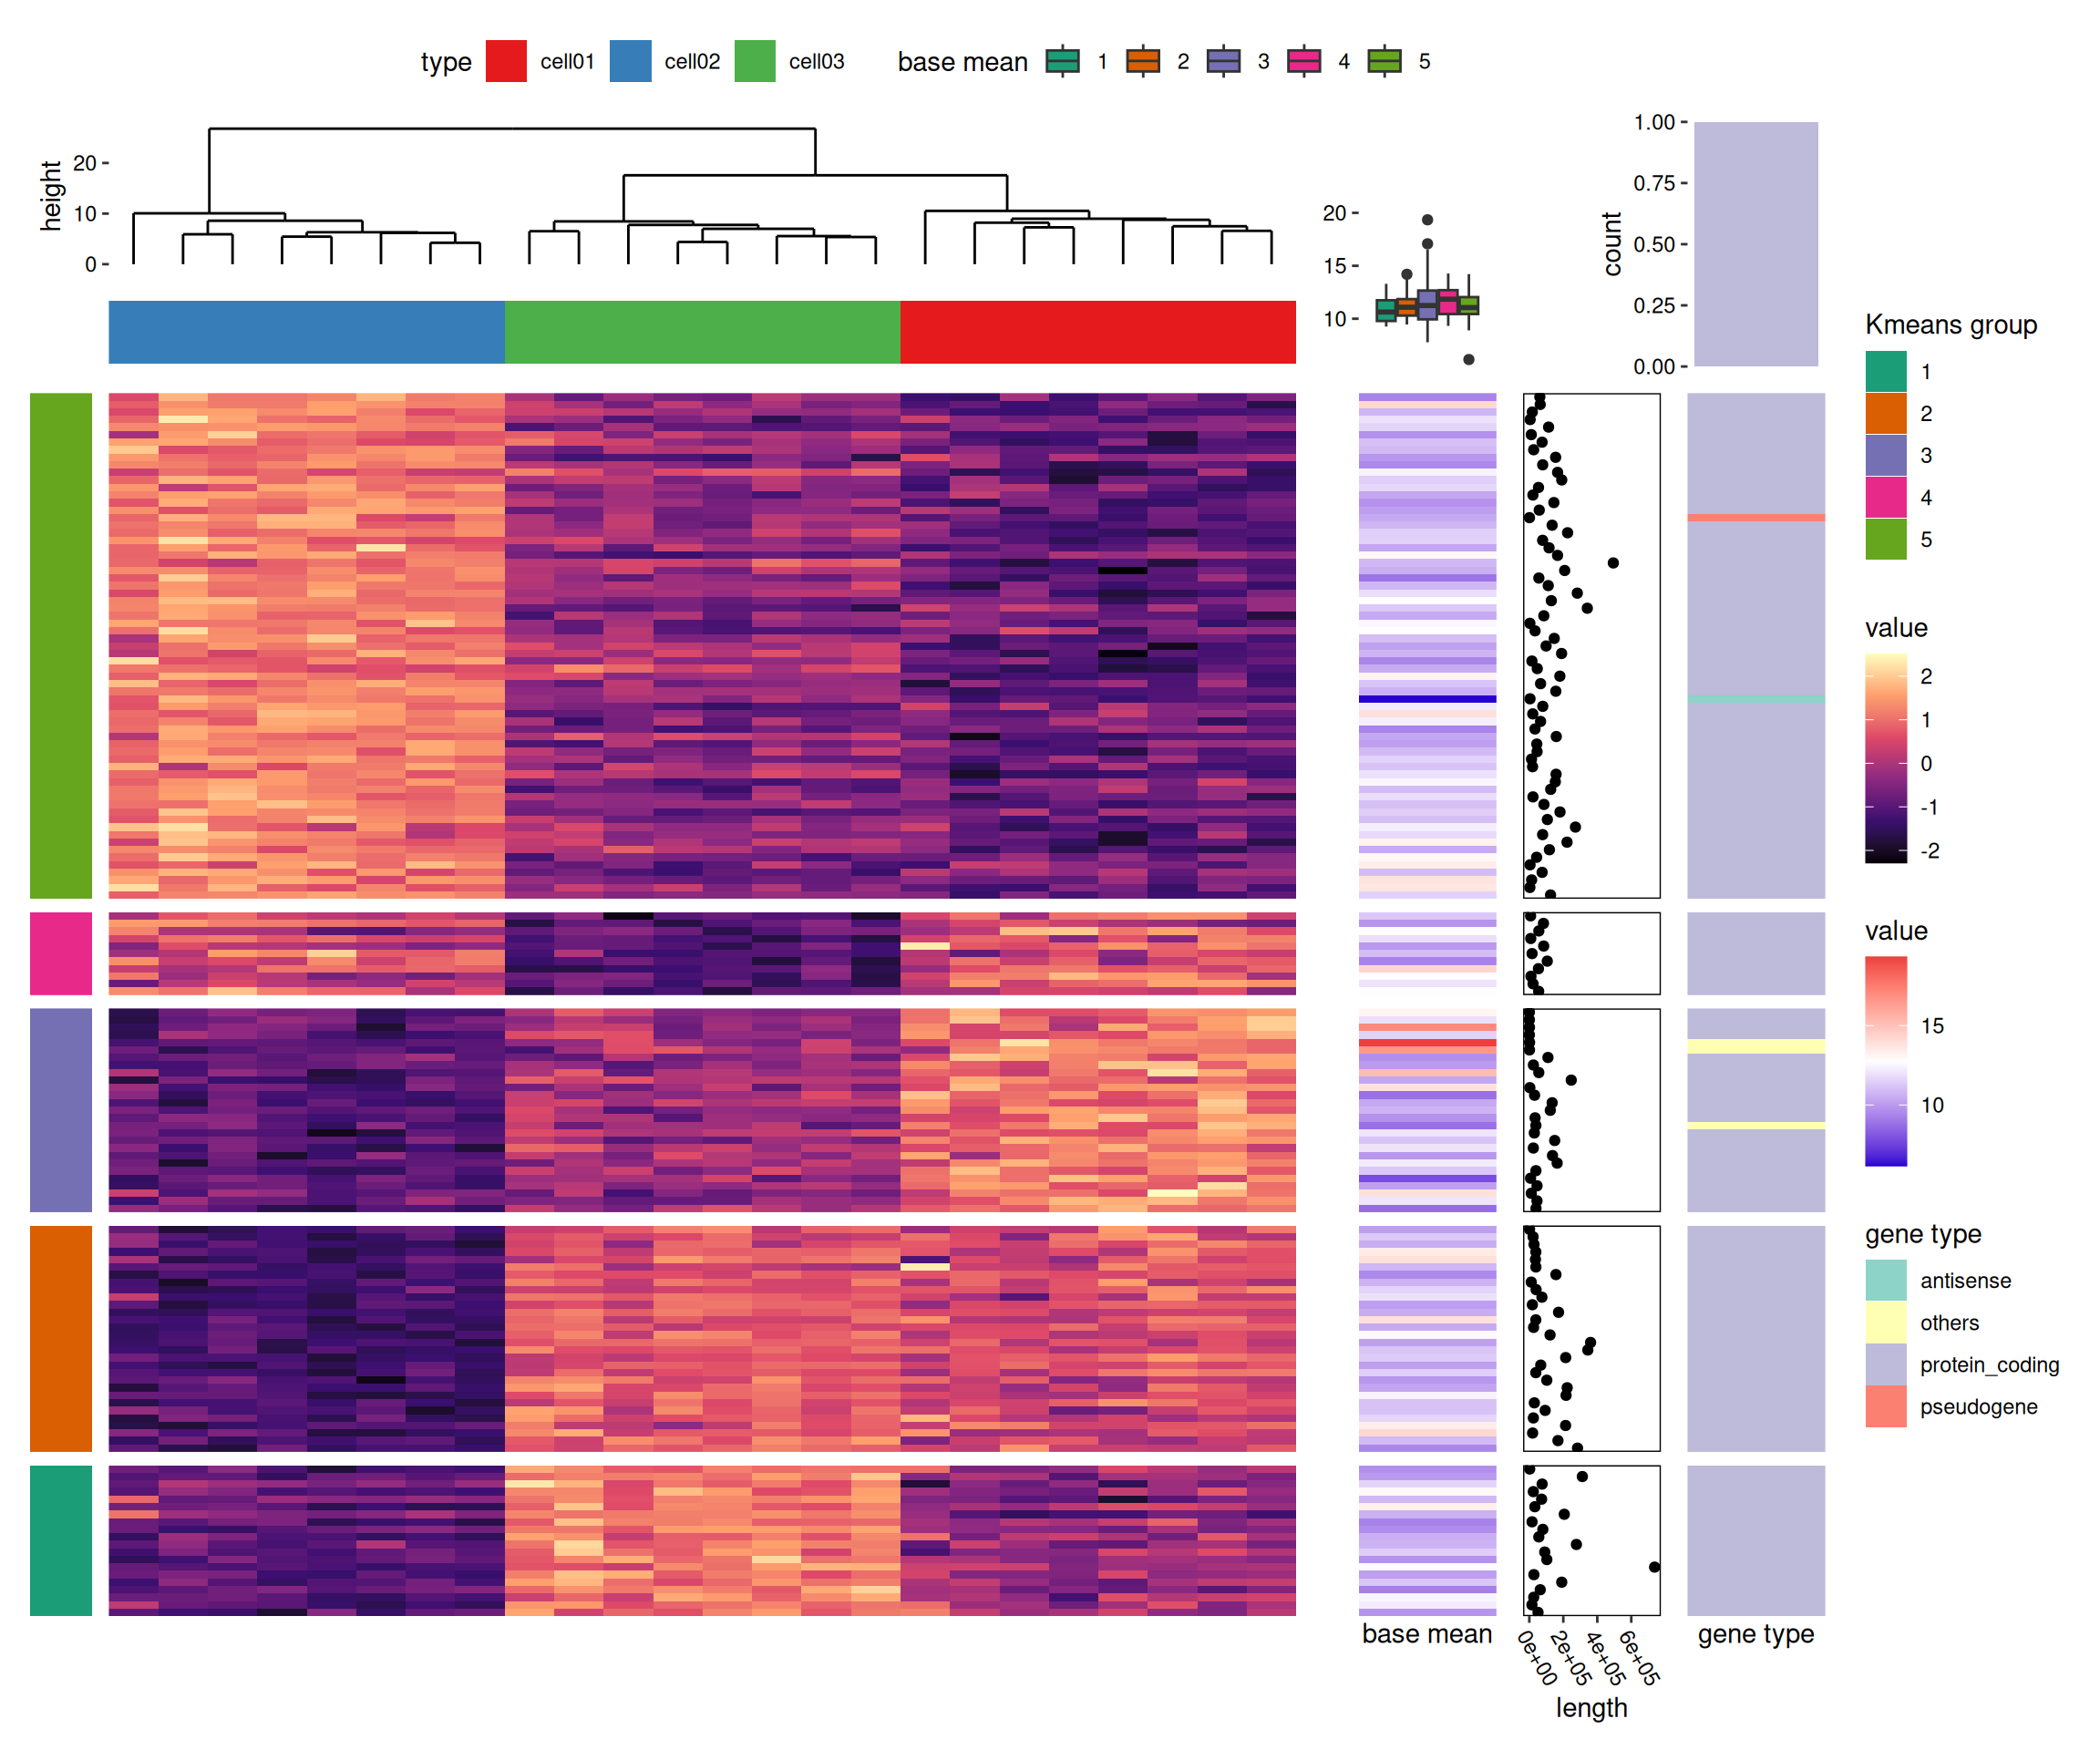 type cell01 cell02 cell03 base mean 1 2 3 4 5
height
20
10
0
20
15
10
count
1.00
0.75
0.50
0.25
0.00
Kmeans group
1
2
3
4
5
value
2
1
0
-1
-2
value
15
10
gene type
antisense
others
protein_coding
pseudogene
base mean
0e+00
2e+05
4e+05
6e+05
length
gene type